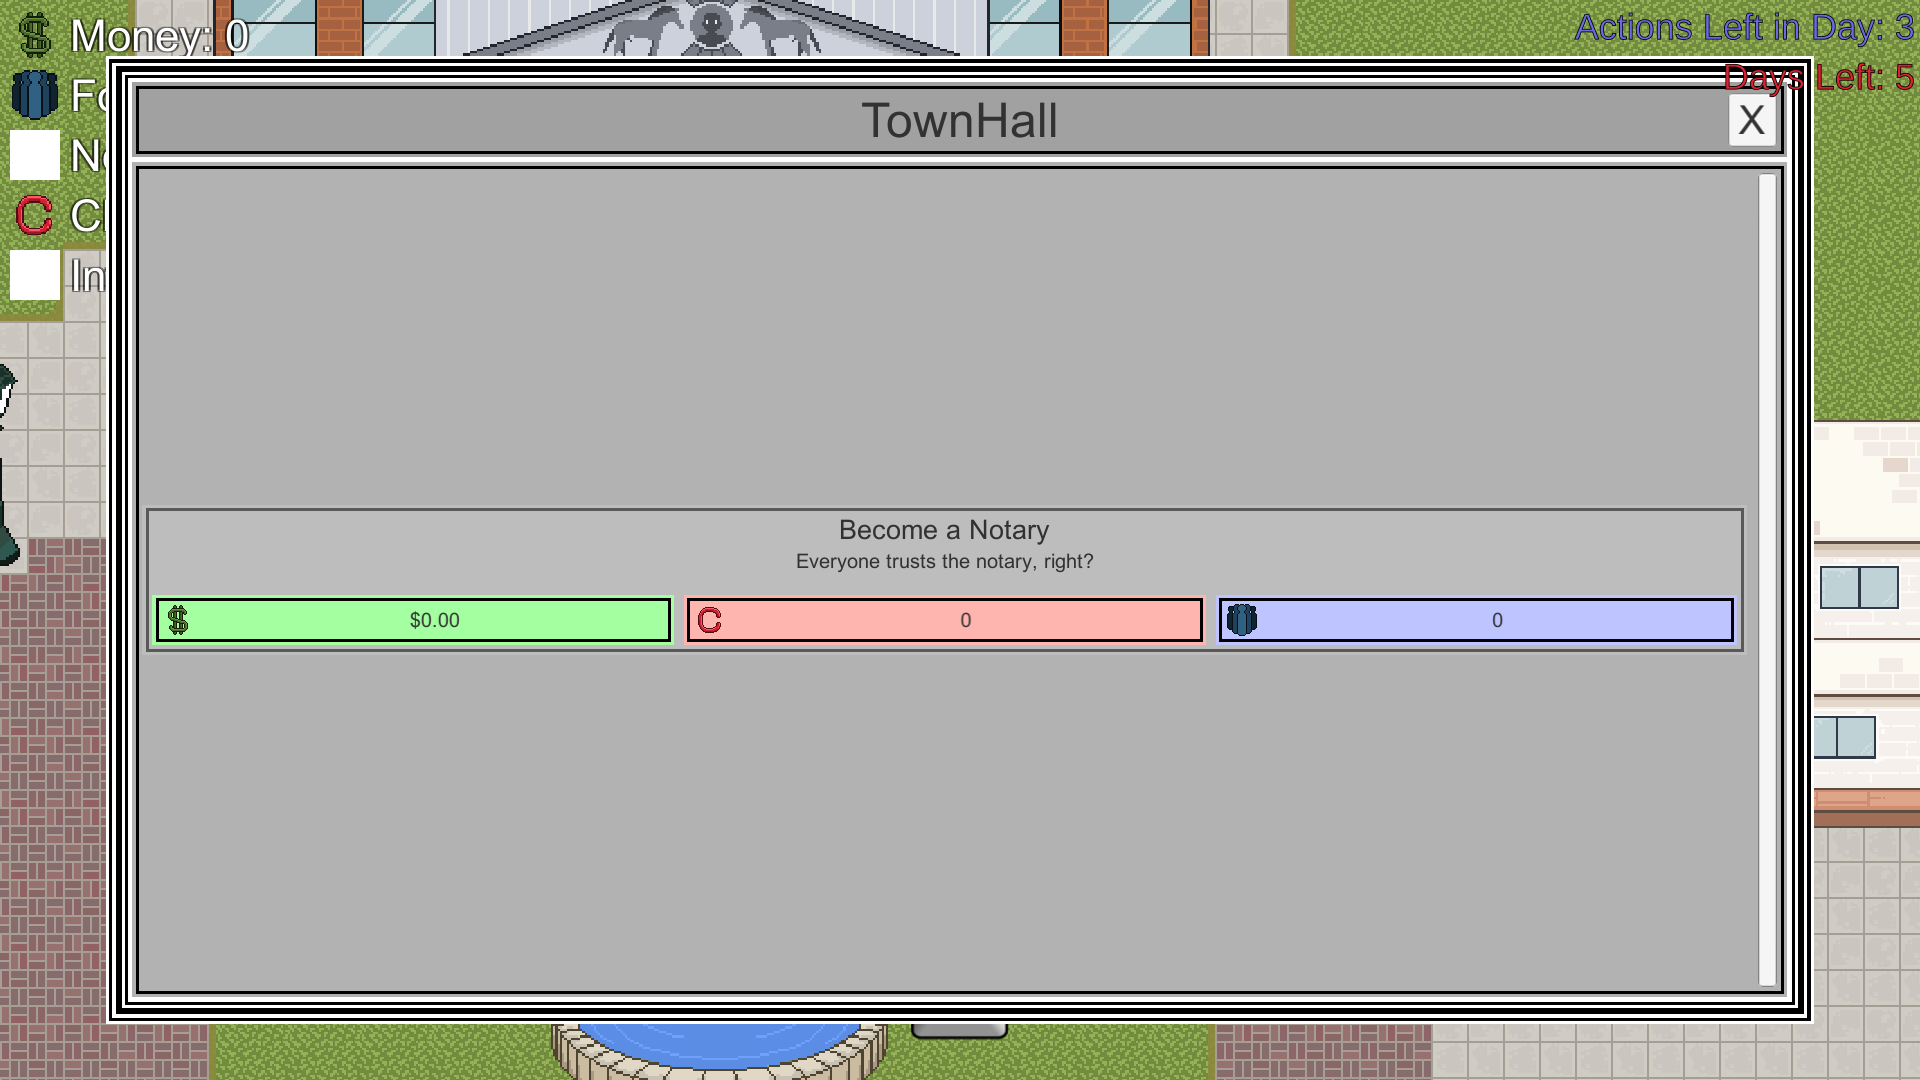 Money: 0
Actions Left in Day: 3
Days Left: 5
TownHall
X
Become a Notary
Everyone trusts the notary, right?
$0.00
0
0